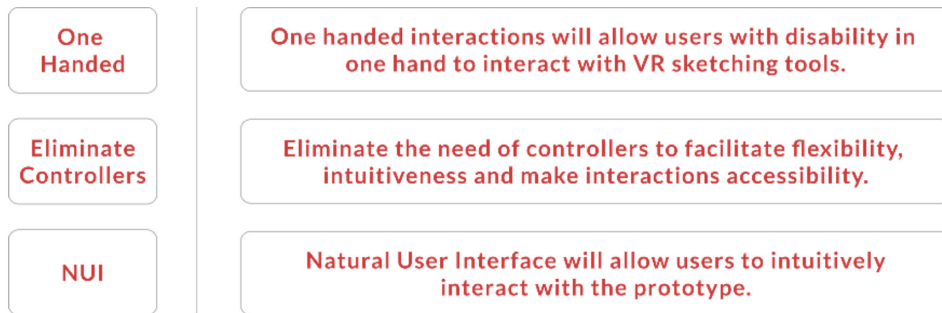 One
Handed
One handed interactions will allow users with disability in
one hand to interact with VR sketching tools.
Eliminate
Controllers
Eliminate the need of controllers to facilitate flexibility,
intuitiveness and make interactions accessibility.
NUI
Natural User Interface will allow users to intuitively
interact with the prototype.